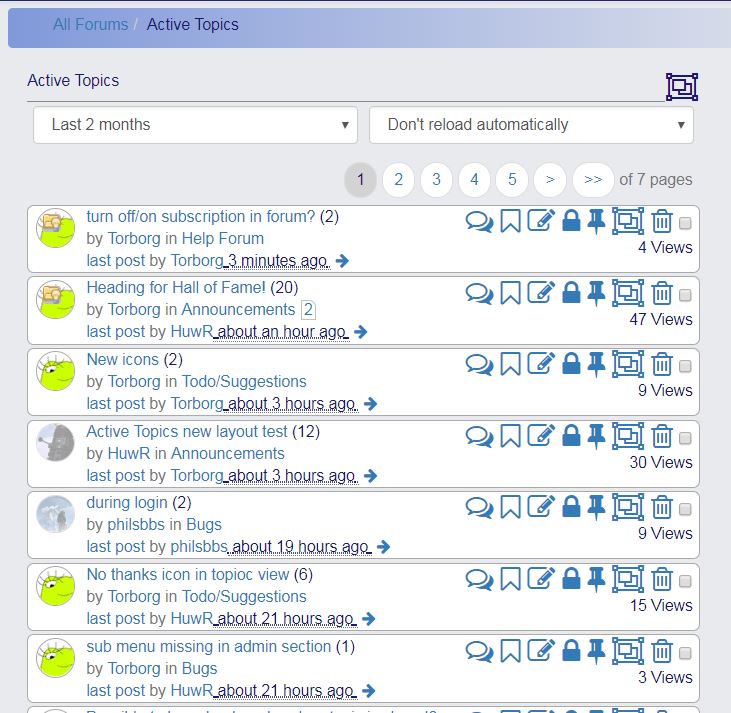 All Forums / Active Topics
Active Topics
Last 2 months
Don't reload automatically
1 2 3 4 5 > >> of 7 pages
turn off/on subscription in forum? (2)
by Torborg in Help Forum
4 Views
last post by Torborg 3 minutes ago
Heading for Hall of Fame! (20)
by Torborg in Announcements 2
47 Views
last post by HuwR about an hour ago
New icons (2)
by Torborg in Todo/Suggestions
9 Views
last post by Torborg about 3 hours ago
Active Topics new layout test (12)
by HuwR in Announcements
30 Views
last post by Torborg about 3 hours ago
during login (2)
by philsbbs in Bugs
9 Views
last post by philsbbs about 19 hours ago
No thanks icon in topioc view (6)
by Torborg in Todo/Suggestions
15 Views
last post by HuwR about 21 hours ago
sub menu missing in admin section (1)
by Torborg in Bugs
3 Views
last post by HuwR about 21 hours ago